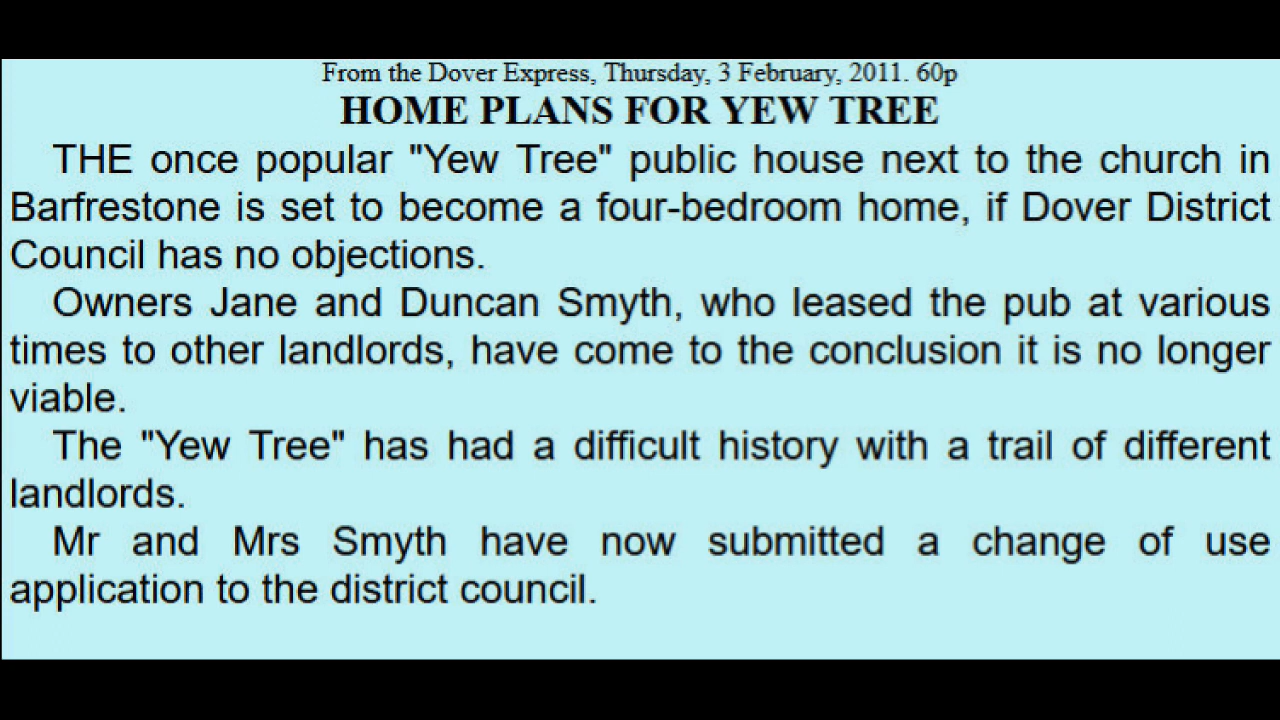 From the Dover Express, Thursday, 3 February, 2011. 60p
HOME PLANS FOR YEW TREE
THE once popular "Yew Tree" public house next to the church in
Barfrestone is set to become a four-bedroom home, if Dover District
Council has no objections.
Owners Jane and Duncan Smyth, who leased the pub at various
times to other landlords, have come to the conclusion it is no longer
viable.
The "Yew Tree" has had a difficult history with a trail of different
landlords.
Mr and Mrs Smyth have now submitted a change of use
application to the district council.